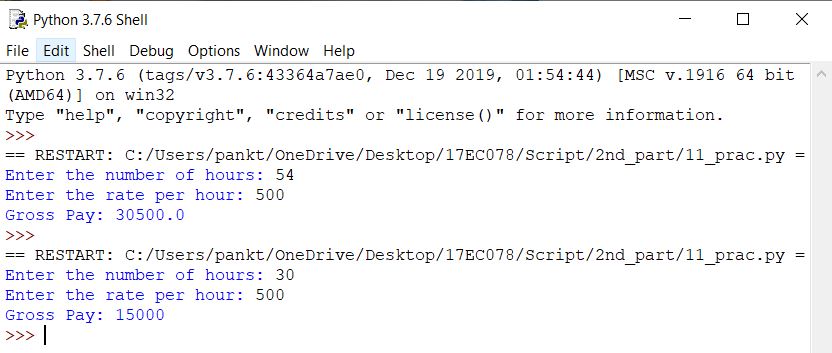 Python 3.7.6 Shell
File Edit Shell Debug Options Window Help
Python 3.7.6 (tags/v3.7.6:43364a7ae0, Dec 19 2019, 01:54:44) [MSC v.1916 64 bit
(AMD64)] on win32
Type "help", "copyright", "credits" or "license()" for more information.
>>>
== RESTART: C:/Users/pankt/OneDrive/Desktop/17EC078/Script/2nd_part/11_prac.py =
Enter the number of hours: 54
Enter the rate per hour: 500
Gross Pay: 30500.0
>>>
== RESTART: C:/Users/pankt/OneDrive/Desktop/17EC078/Script/2nd_part/11_prac.py =
Enter the number of hours: 30
Enter the rate per hour: 500
Gross Pay: 15000
>>>